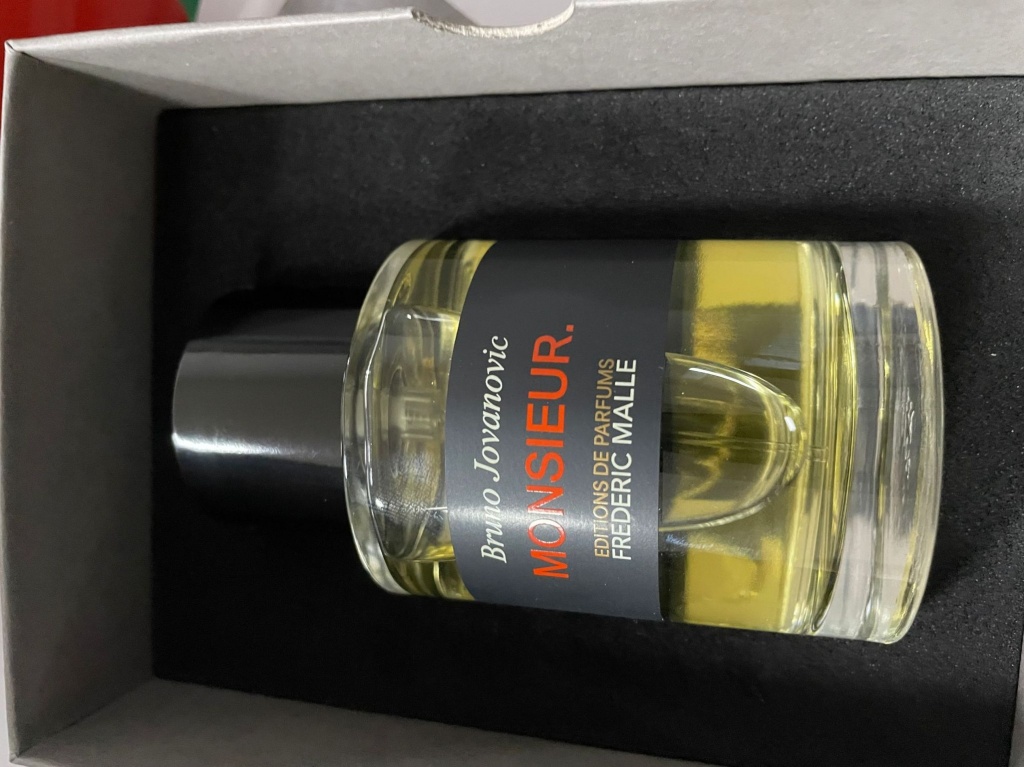 Bruno Jovanovic
MONSIEUR.
EDITIONS DE PARFUMS
FREDERIC MALLE